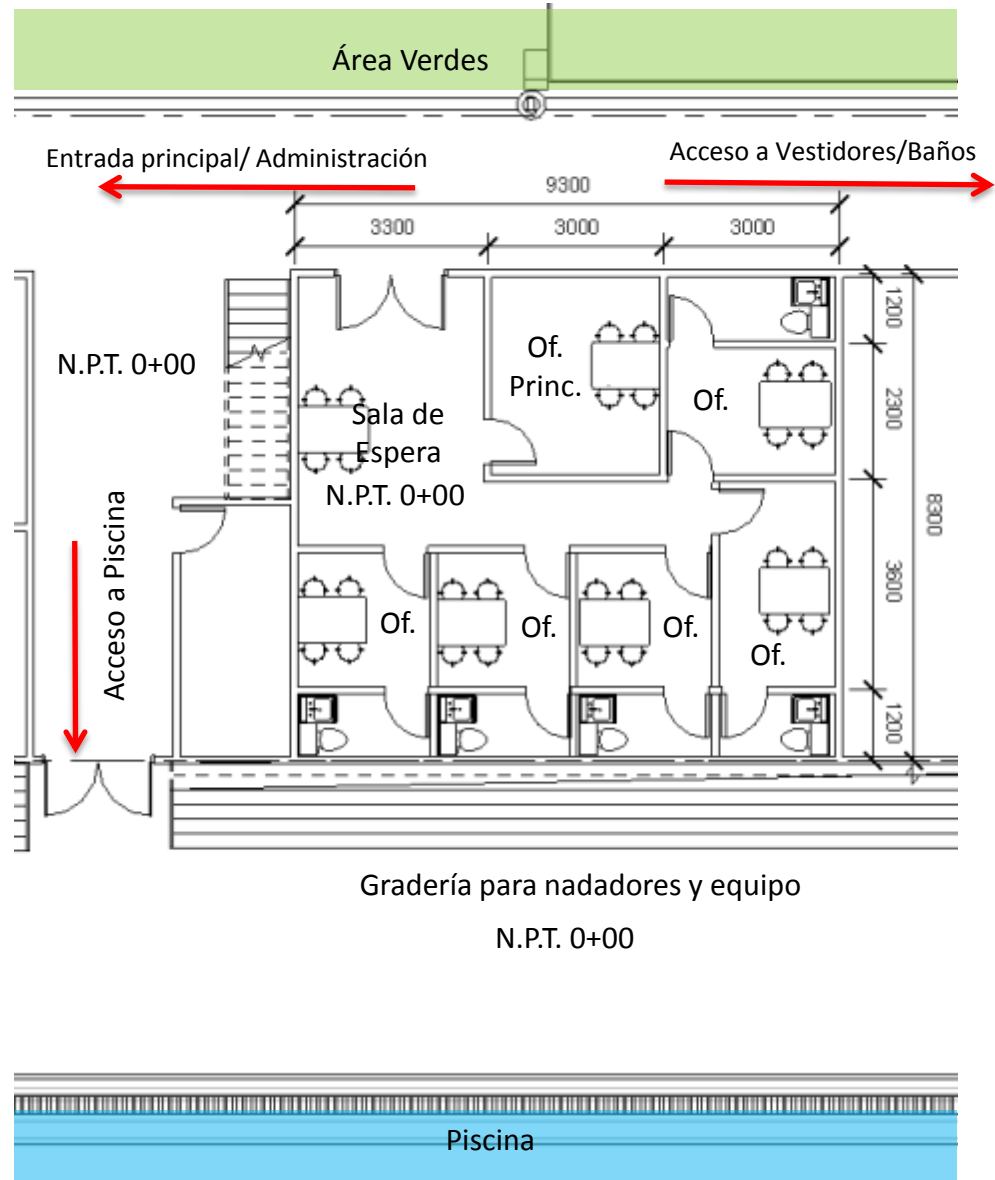 Área Verdes
Entrada principal/ Administración
Acceso a Vestidores/Baños
9300
3300
3000
3000
N.P.T. 0+00
Of.
Princ.
Of.
Sala de
Espera
N.P.T. 0+00
1200
2300
8300
3600
1200
Acceso a Piscina
Of.
Of.
Of.
Of.
Gradería para nadadores y equipo
N.P.T. 0+00
Piscina